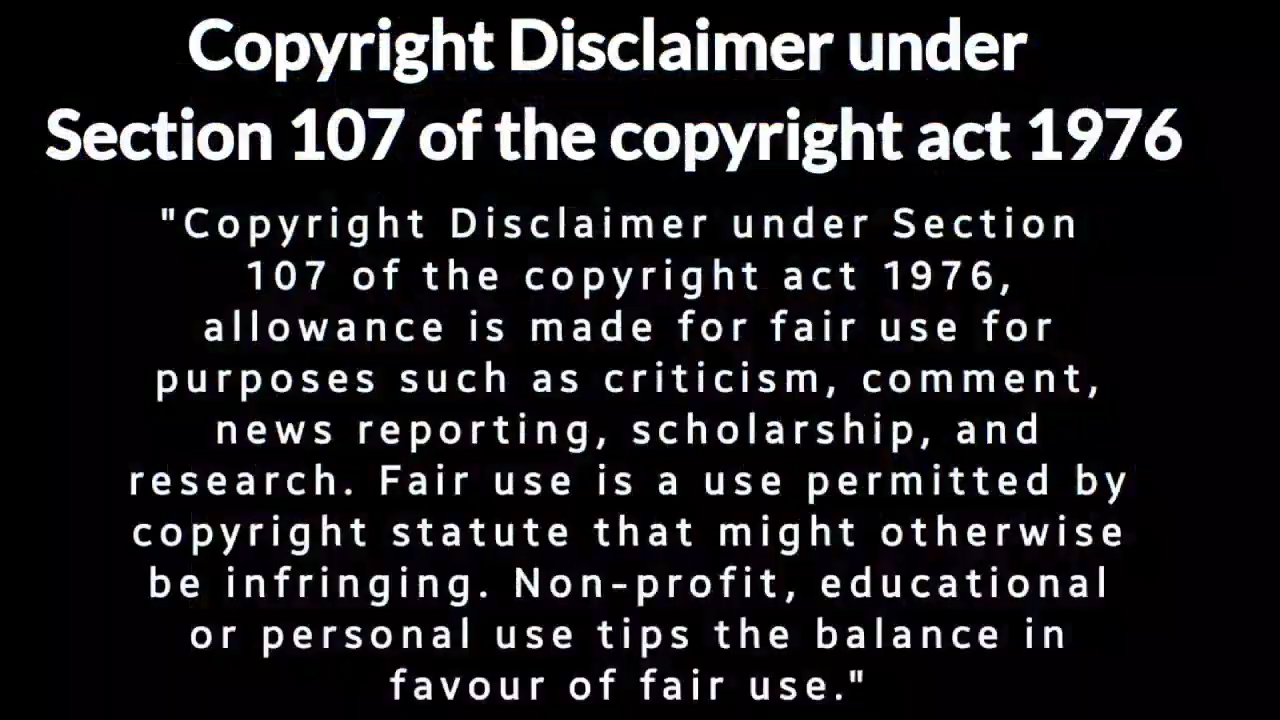 Copyright Disclaimer under
Section 107 of the copyright act 1976
"Copyright Disclaimer under Section
107 of the copyright act 1976,
allowance is made for fair use for
purposes such as criticism, comment,
news reporting, scholarship, and
research. Fair use is a use permitted by
copyright statute that might otherwise
be infringing. Non-profit, educational
or personal use tips the balance in
favour of fair use."